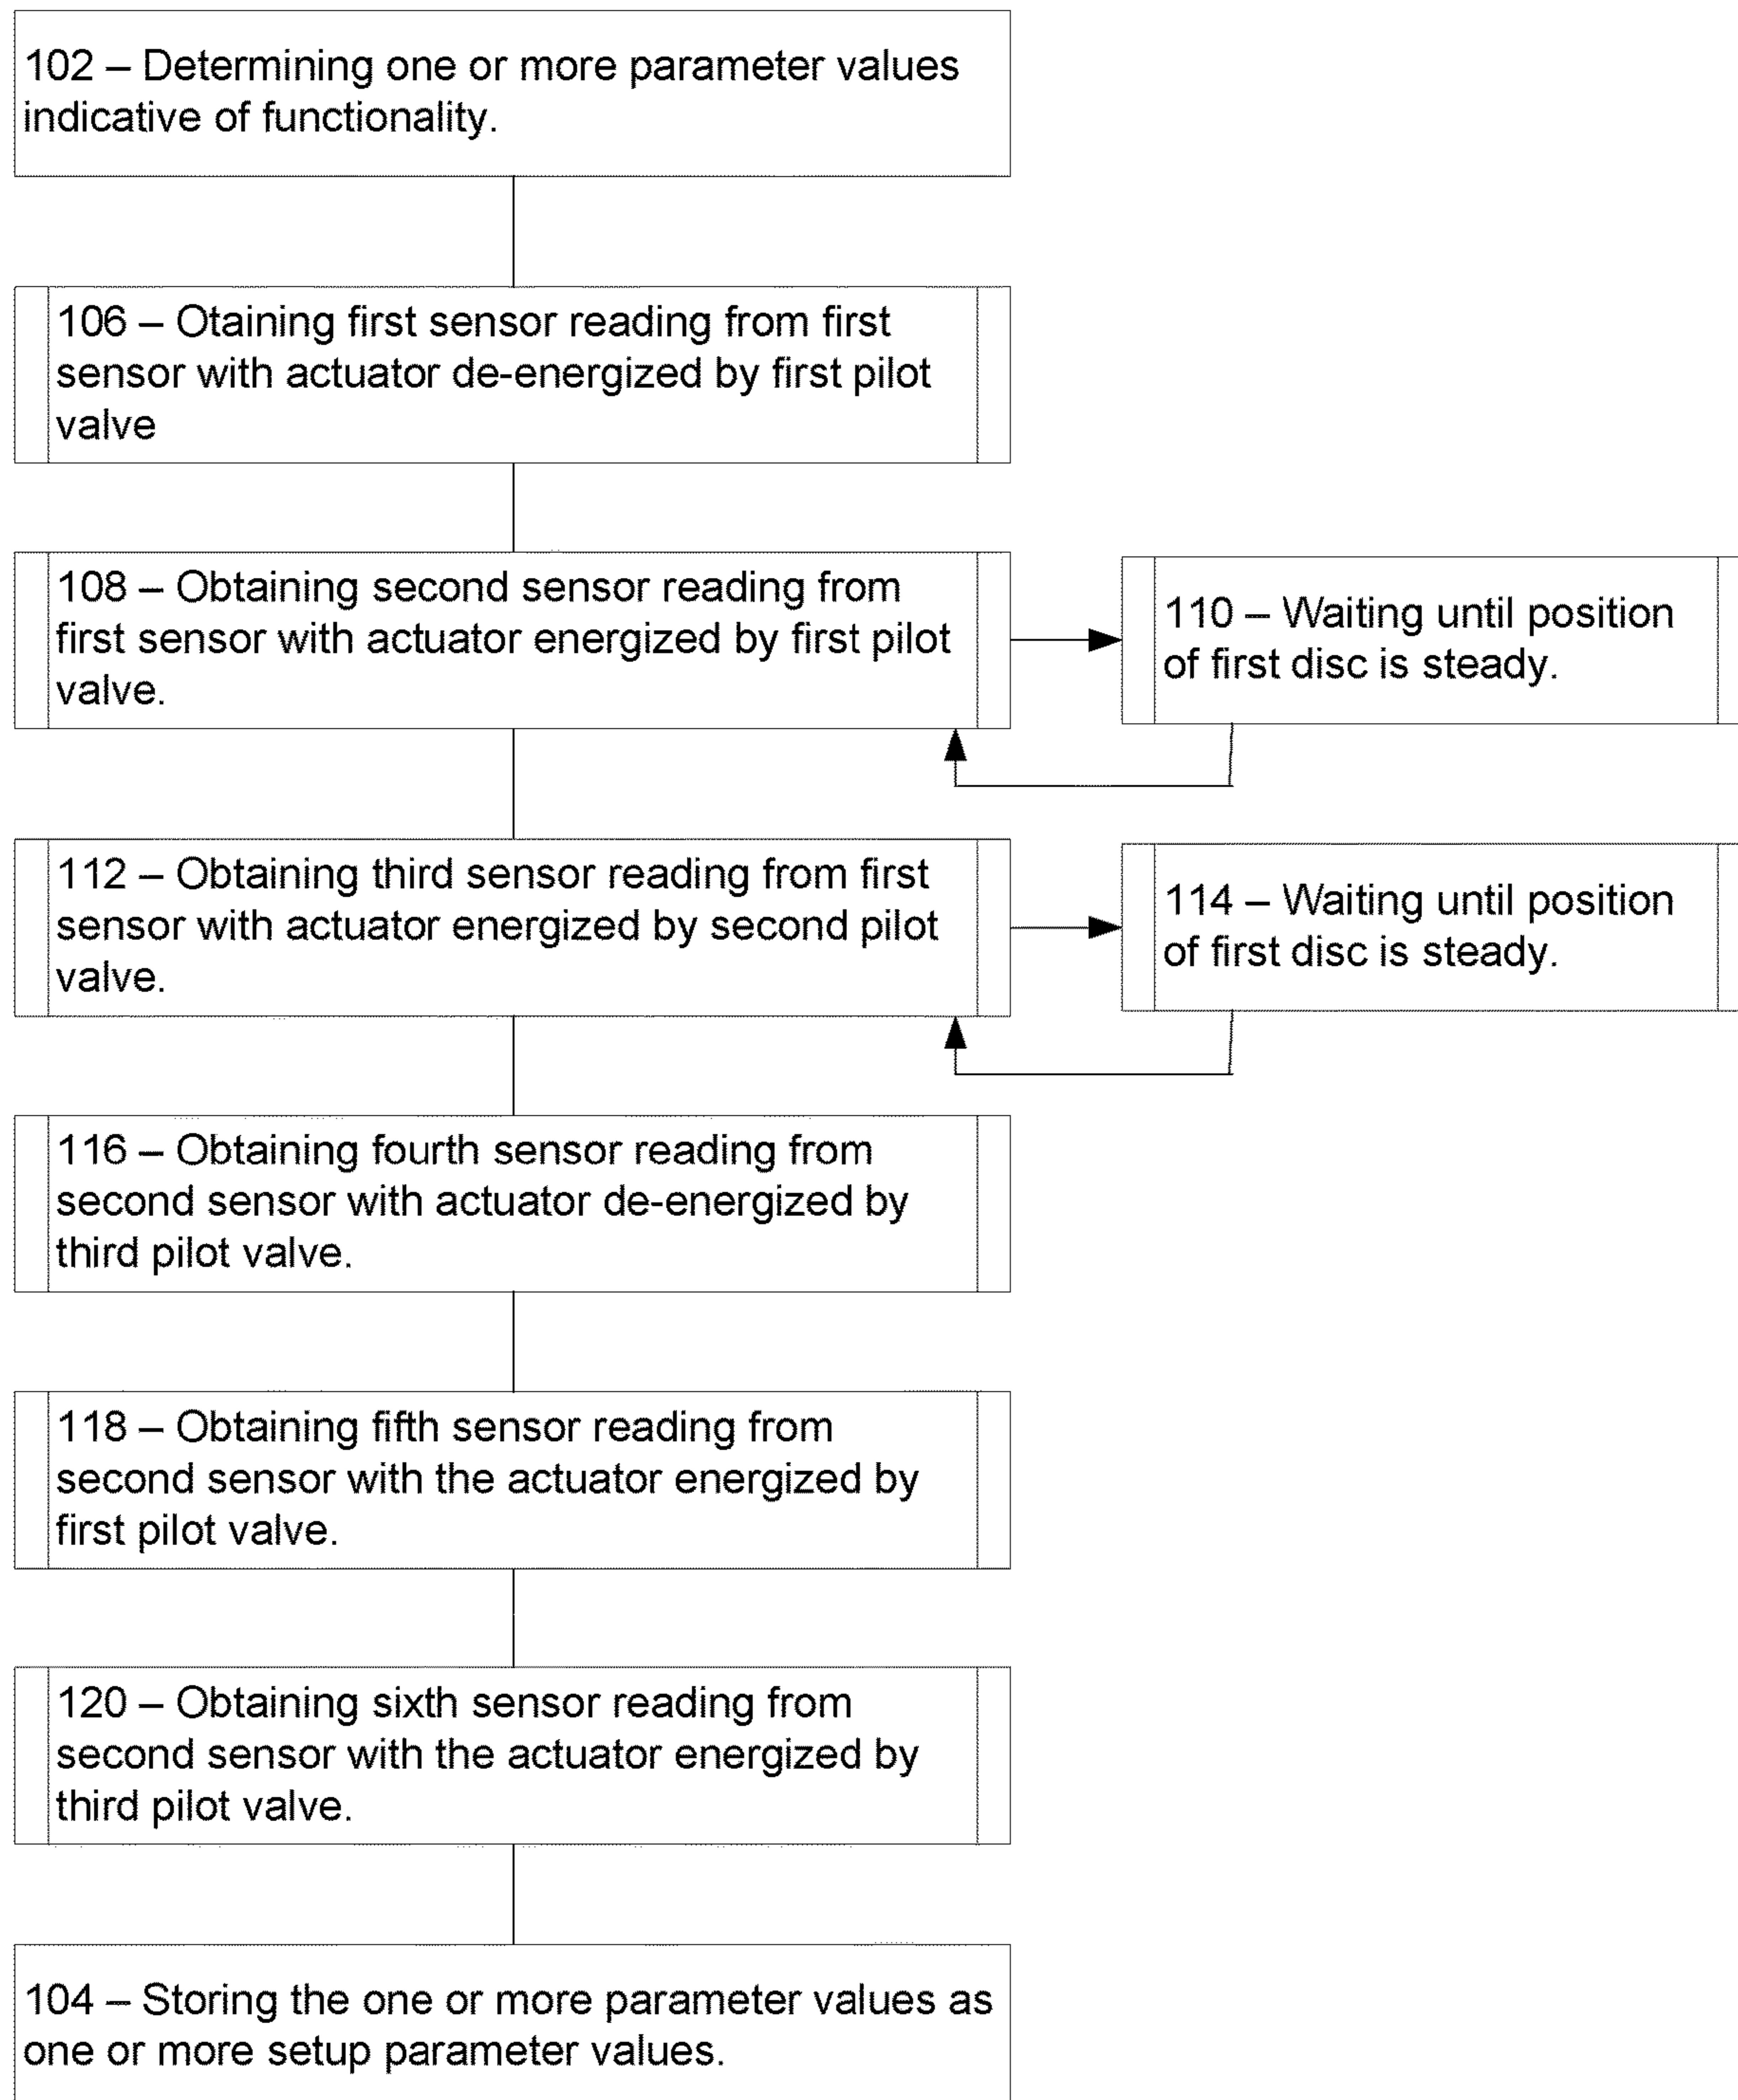 102 – Determining one or more parameter values
indicative of functionality.
106 – Otaining first sensor reading from first
sensor with actuator de-energized by first pilot
valve
108 – Obtaining second sensor reading from
first sensor with actuator energized by first pilot
valve.
110 – Waiting until position
of first disc is steady.
112 – Obtaining third sensor reading from first
sensor with actuator energized by second pilot
valve.
114 – Waiting until position
of first disc is steady.
116 – Obtaining fourth sensor reading from
second sensor with actuator de-energized by
third pilot valve.
118 – Obtaining fifth sensor reading from
second sensor with the actuator energized by
first pilot valve.
120 – Obtaining sixth sensor reading from
second sensor with the actuator energized by
third pilot valve.
104 – Storing the one or more parameter values as
one or more setup parameter values.